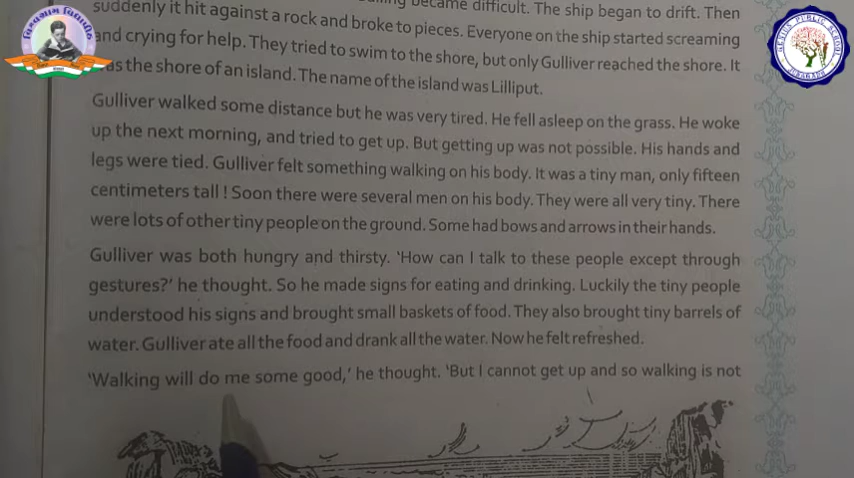 became difficult. The ship began to drift. Then
suddenly it hit against a rock and broke to pieces. Everyone on the ship started screaming
and crying for help. They tried to swim to the shore, but only Gulliver reached the shore. It
was the shore of an island. The name of the island was Lilliput.
Gulliver walked some distance but he was very tired. He fell asleep on the grass. He woke
up the next morning, and tried to get up. But getting up was not possible. His hands and
legs were tied. Gulliver felt something walking on his body. It was a tiny man, only fifteen
centimeters tall ! Soon there were several men on his body. They were all very tiny. There
were lots of other tiny people on the ground. Some had bows and arrows in their hands.
Gulliver was both hungry and thirsty. ‘How can I talk to these people except through
gestures?’ he thought. So he made signs for eating and drinking. Luckily the tiny people
understood his signs and brought small baskets of food. They also brought tiny barrels of
water. Gulliver ate all the food and drank all the water. Now he felt refreshed.
‘Walking will do me some good,’ he thought. ‘But I cannot get up and so walking is not